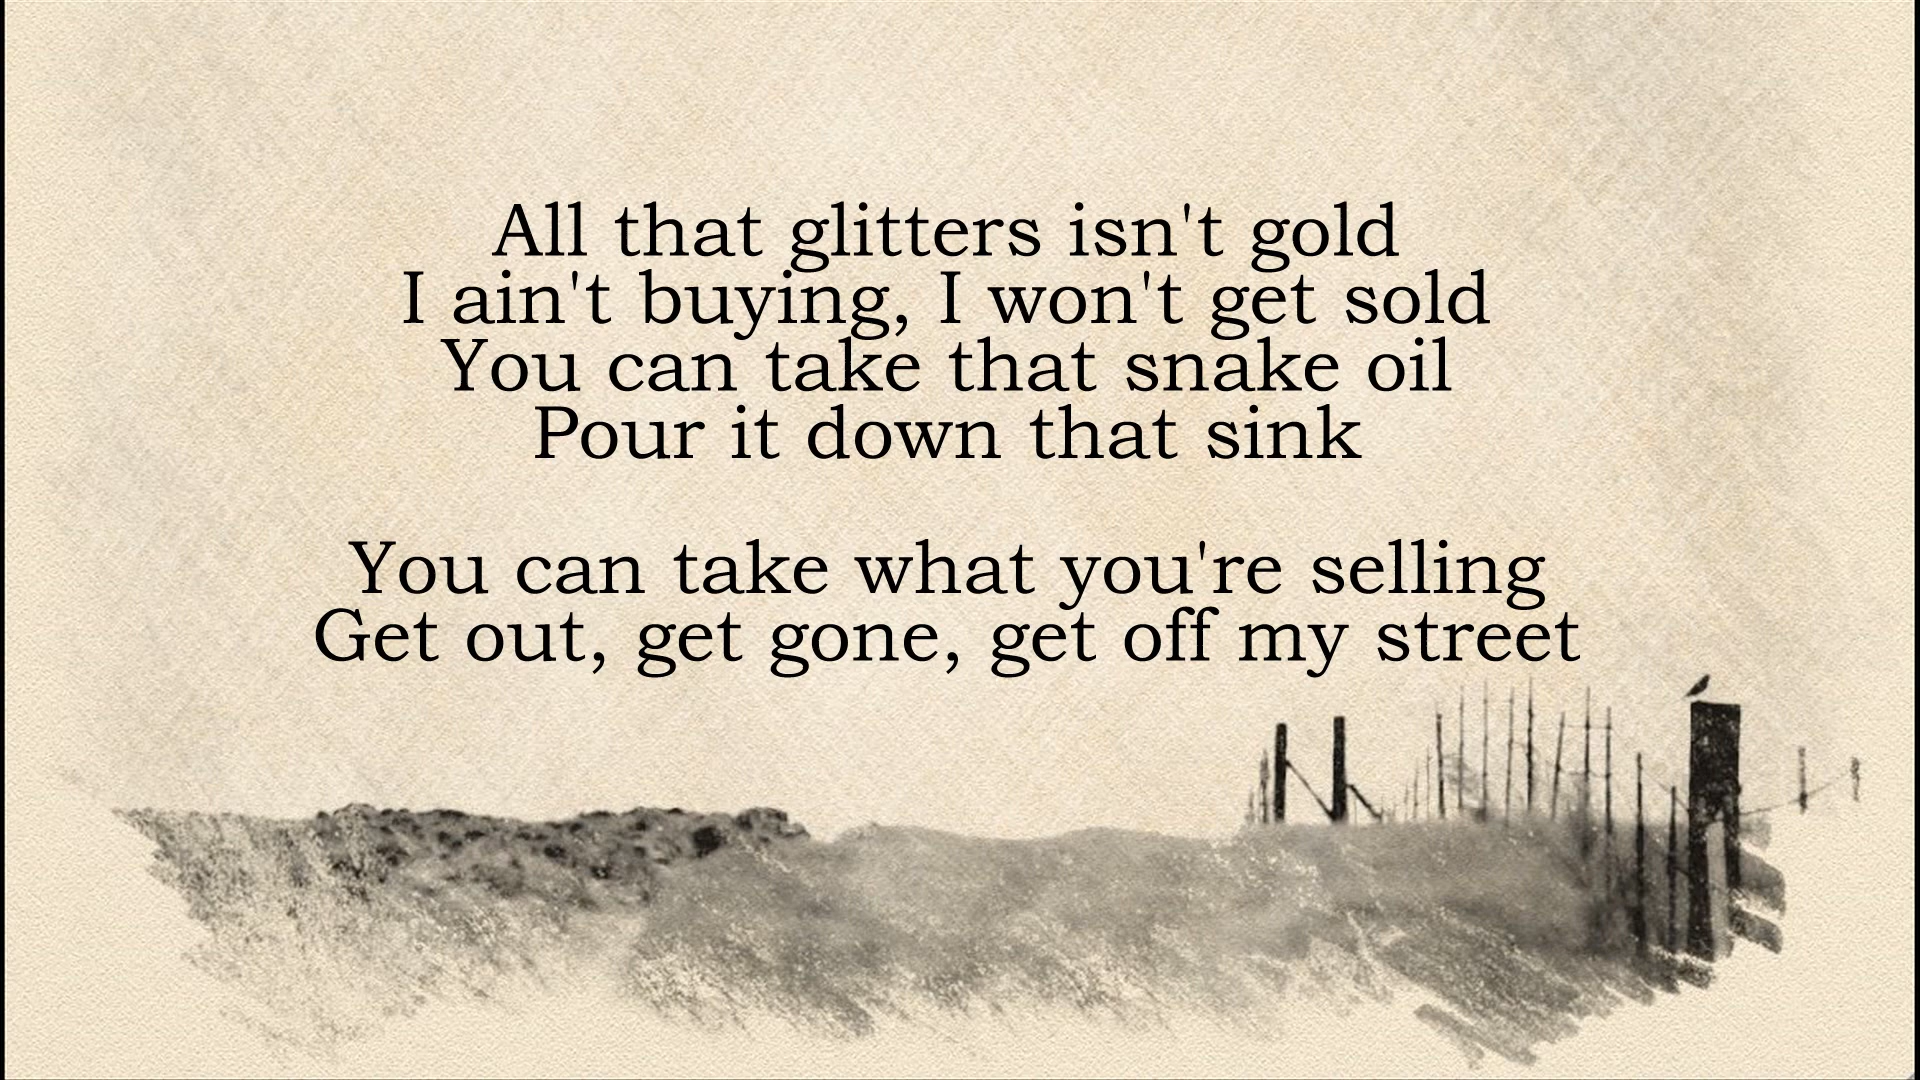 All that glitters isn't gold
I ain't buying, I won't get sold
You can take that snake oil
Pour it down that sink
You can take what you're selling
Get out, get gone, get off my street